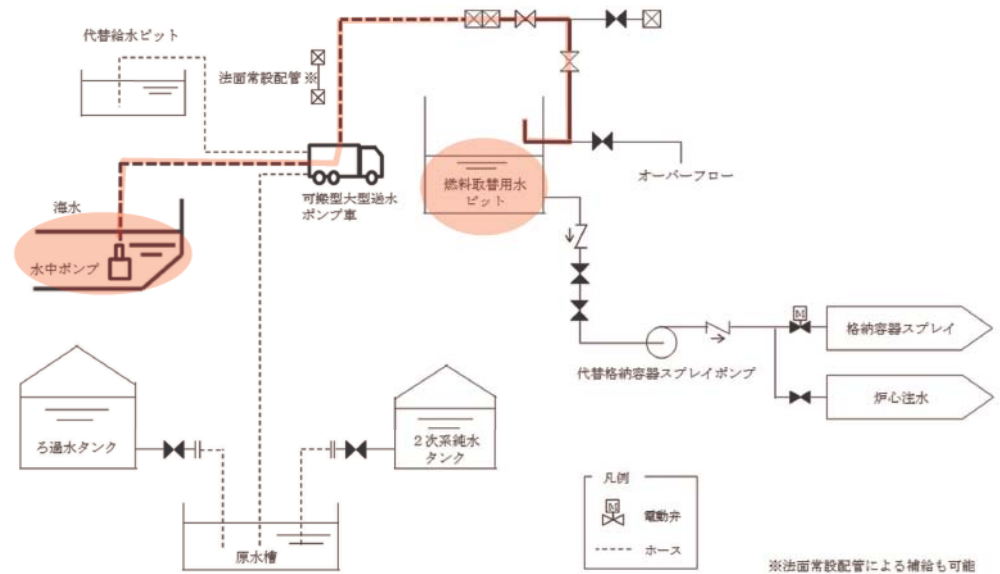 代替給水ピット
法面常設配管※
可搬型大型送水
ポンプ車
海水
水中ポンプ
燃料取替用水
ピット
オーバーフロー
M
格納容器スプレイ
代替格納容器スプレイポンプ
炉心注水
ろ過水タンク
2次系純水
タンク
原水槽
凡例
M
電動弁
ホース
※法面常設配管による補給も可能